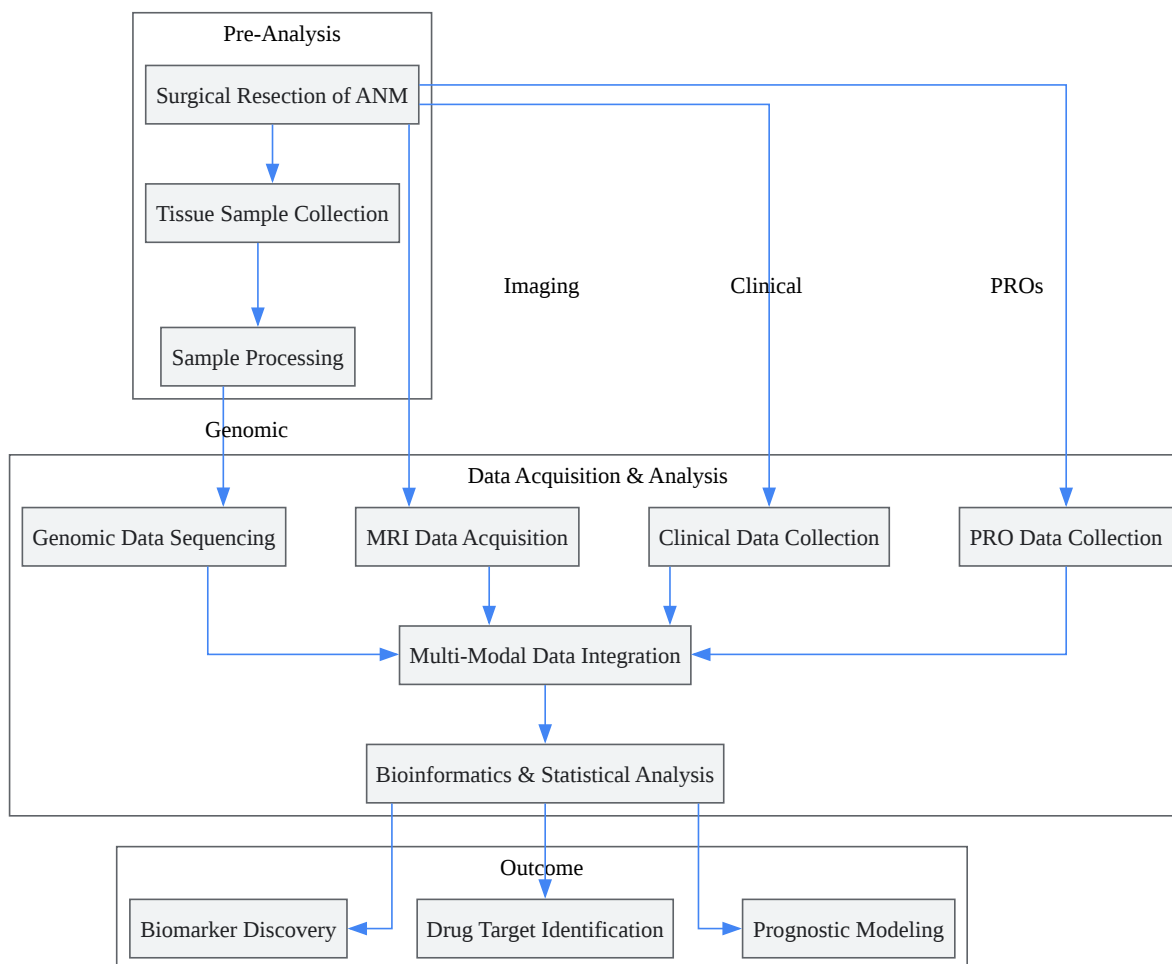 Pre-Analysis
Surgical Resection of ANM
Tissue Sample Collection
Imaging
Clinical
PROs
Sample Processing
Genomic
Data Acquisition & Analysis
Genomic Data Sequencing
MRI Data Acquisition
Clinical Data Collection
PRO Data Collection
Multi-Modal Data Integration
Bioinformatics & Statistical Analysis
Outcome
Biomarker Discovery
Drug Target Identification
Prognostic Modeling